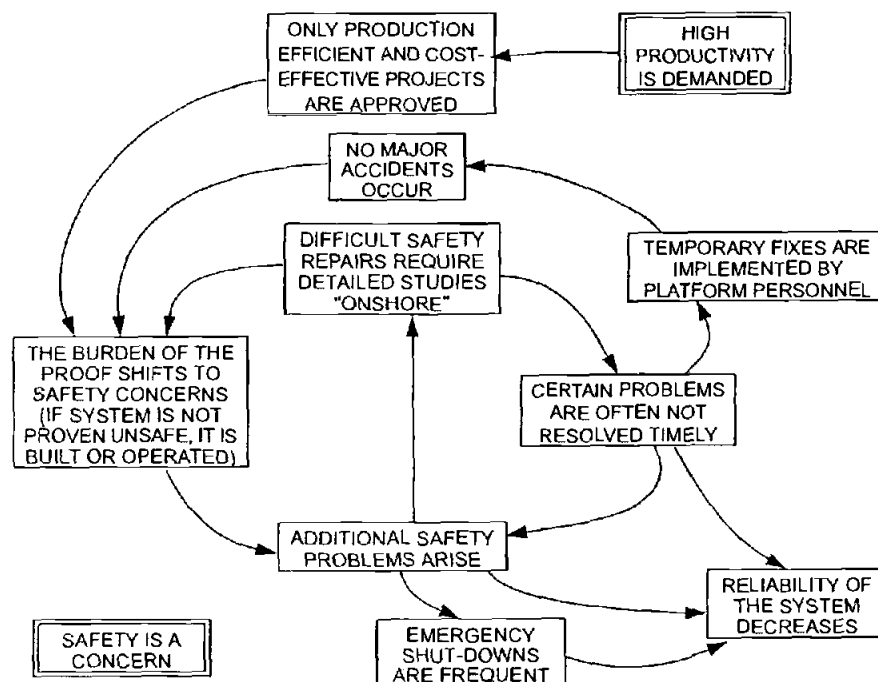 ONLY PRODUCTION
EFFICIENT AND COST-
EFFECTIVE PROJECTS
ARE APPROVED
HIGH
PRODUCTIVITY
IS DEMANDED
NO MAJOR
ACCIDENTS
OCCUR
DIFFICULT SAFETY
REPAIRS REQUIRE
DETAILED STUDIES
"ONSHORE"
TEMPORARY FIXES ARE
IMPLEMENTED BY
PLATFORM PERSONNEL
THE BURDEN OF THE
PROOF SHIFTS TO
SAFETY CONCERNS
(IF SYSTEM IS NOT
PROVEN UNSAFE, IT IS
BUILT OR OPERATED)
CERTAIN PROBLEMS
ARE OFTEN NOT
RESOLVED TIMELY
ADDITIONAL SAFETY
PROBLEMS ARISE
RELIABILITY OF
THE SYSTEM
DECREASES
SAFETY IS A
CONCERN
EMERGENCY
SHUT-DOWNS
ARE FREQUENT